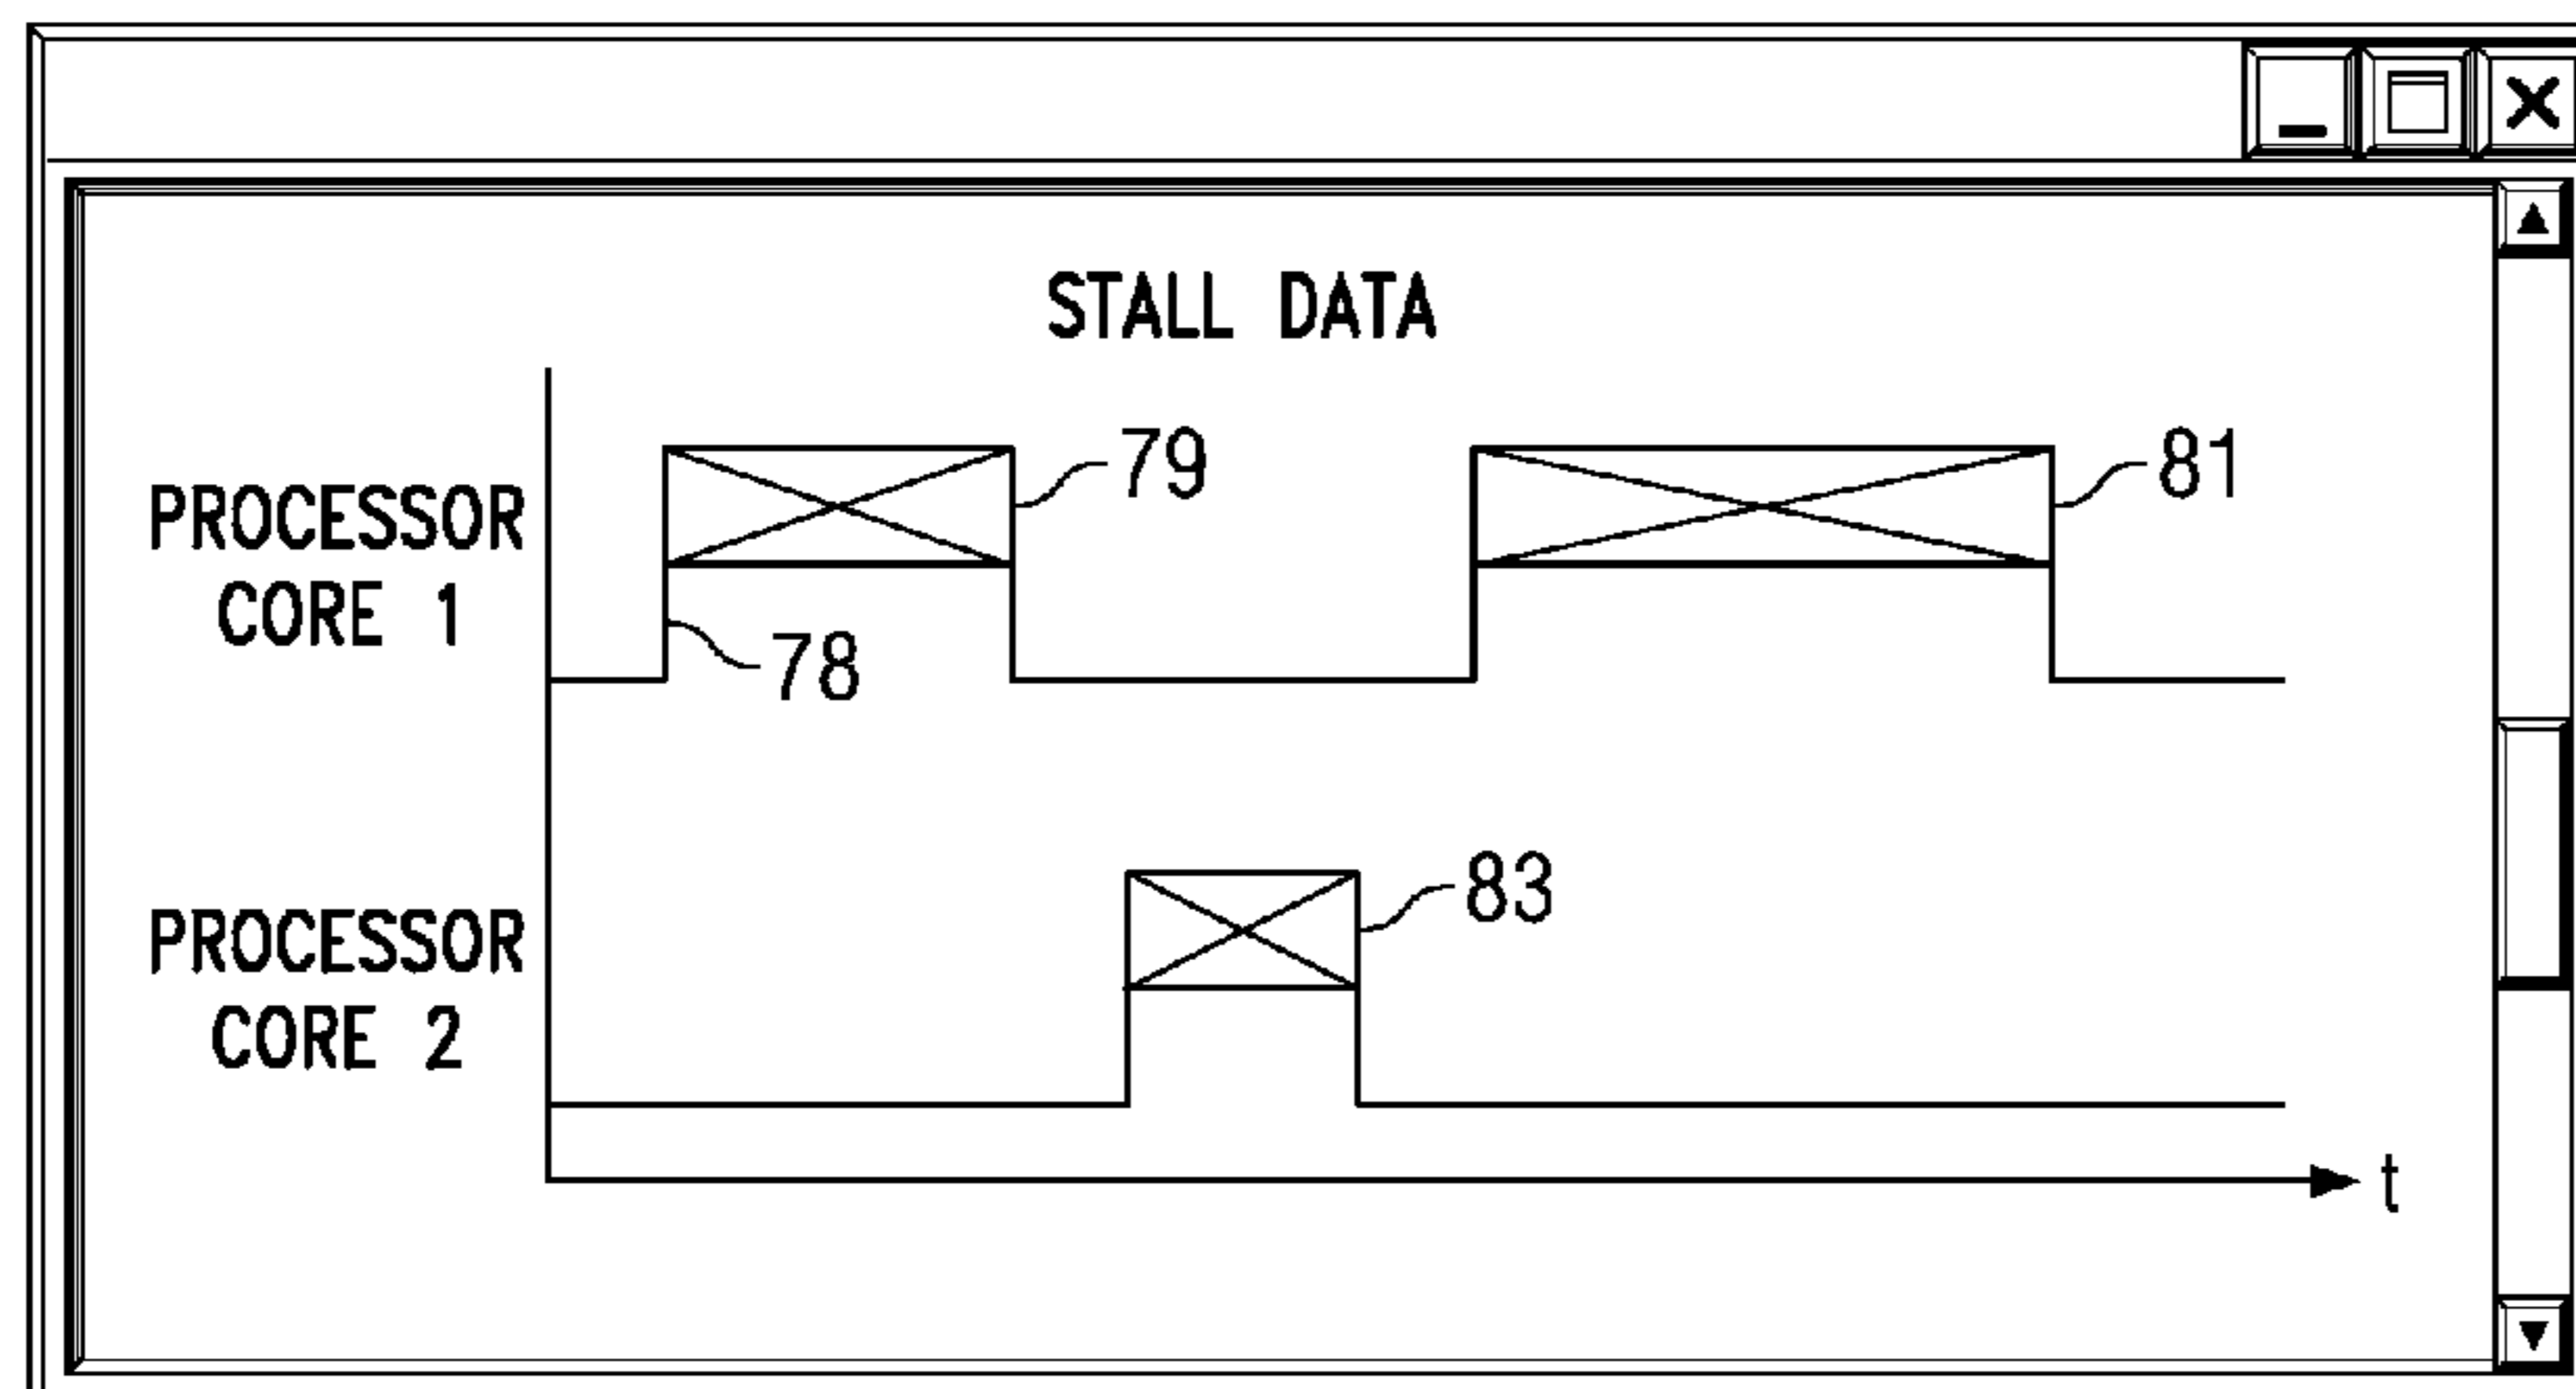 STALL DATA
79
81
PROCESSOR
CORE 1
78
83
PROCESSOR
CORE 2
t